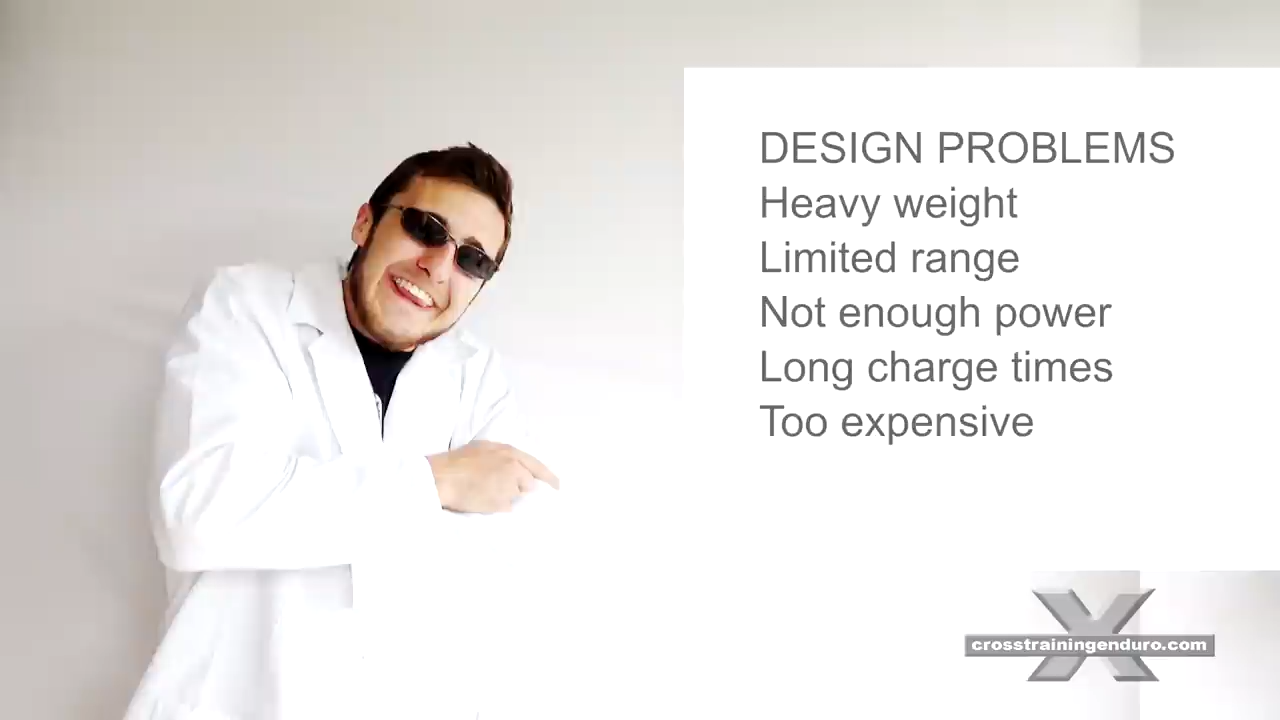 DESIGN PROBLEMS
Heavy weight
Limited range
Not enough power
Long charge times
Too expensive
X
crosstrainingenduro.com